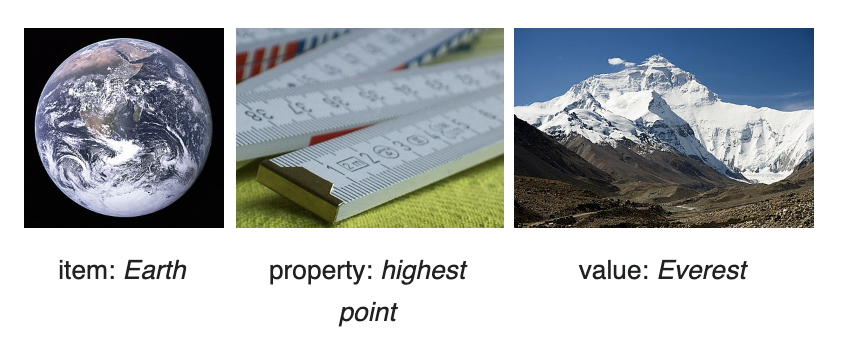 item: Earth
property: highest
point
value: Everest